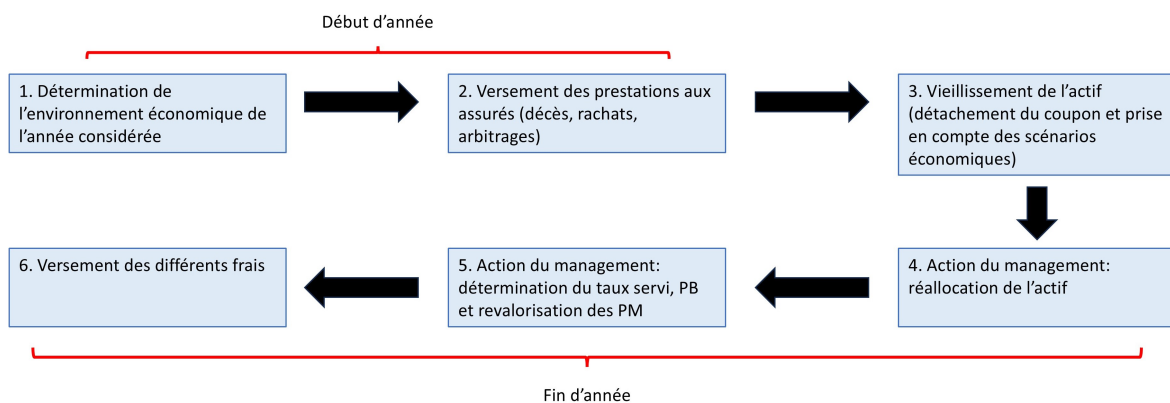 Début d'année
1. Détermination de
l'environnement économique de
l'année considérée
2. Versement des prestations aux
assurés (décès, rachats,
arbitrages)
3. Vieillissement de l'actif
(détachement du coupon et prise
en compte des scénarios
économiques)
4. Action du management:
réallocation de l'actif
5. Action du management:
détermination du taux servi, PB
et revalorisation des PM
6. Versement des différents frais
Fin d'année